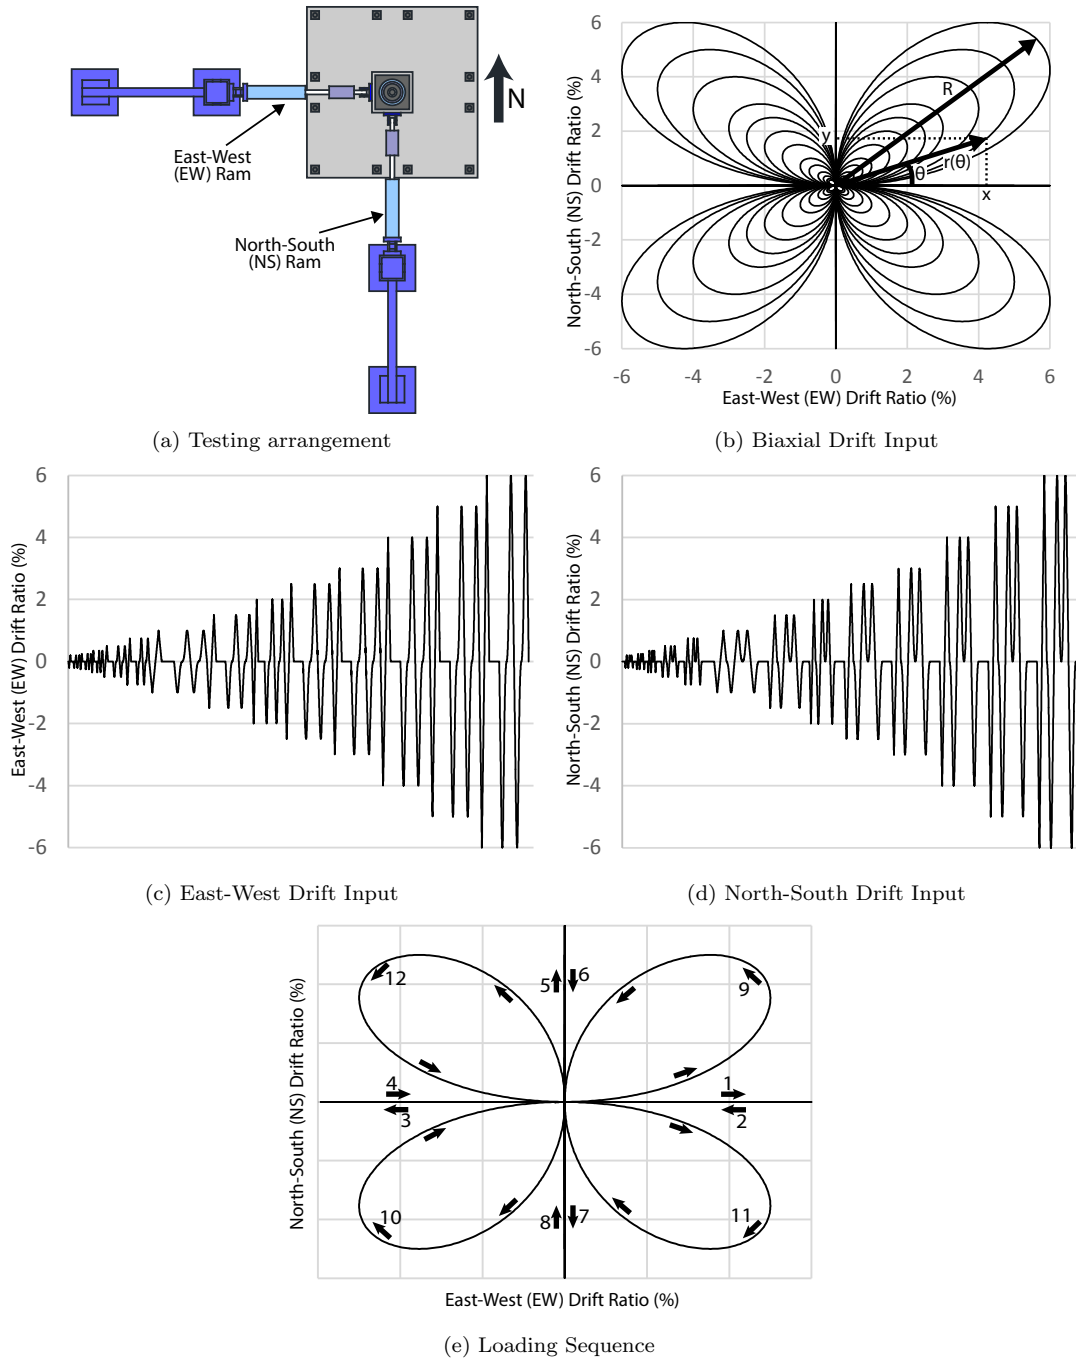 N
East-West
(EW) Ram
North-South
(NS) Ram
(a) Testing arrangement
North-South (NS) Drift Ratio (%)
6
4
2
0
-2
-4
-6
R
y
r(θ)
θ
x
-6
-4
-2
0
2
4
6
East-West (EW) Drift Ratio (%)
(b) Biaxial Drift Input
East-West (EW) Drift Ratio (%)
6
4
2
0
-2
-4
-6
(c) East-West Drift Input
North-South (NS) Drift Ratio (%)
6
4
2
0
-2
-4
-6
(d) North-South Drift Input
North-South (NS) Drift Ratio (%)
12
5
6
9
4
1
3
2
10
8
7
11
East-West (EW) Drift Ratio (%)
(e) Loading Sequence